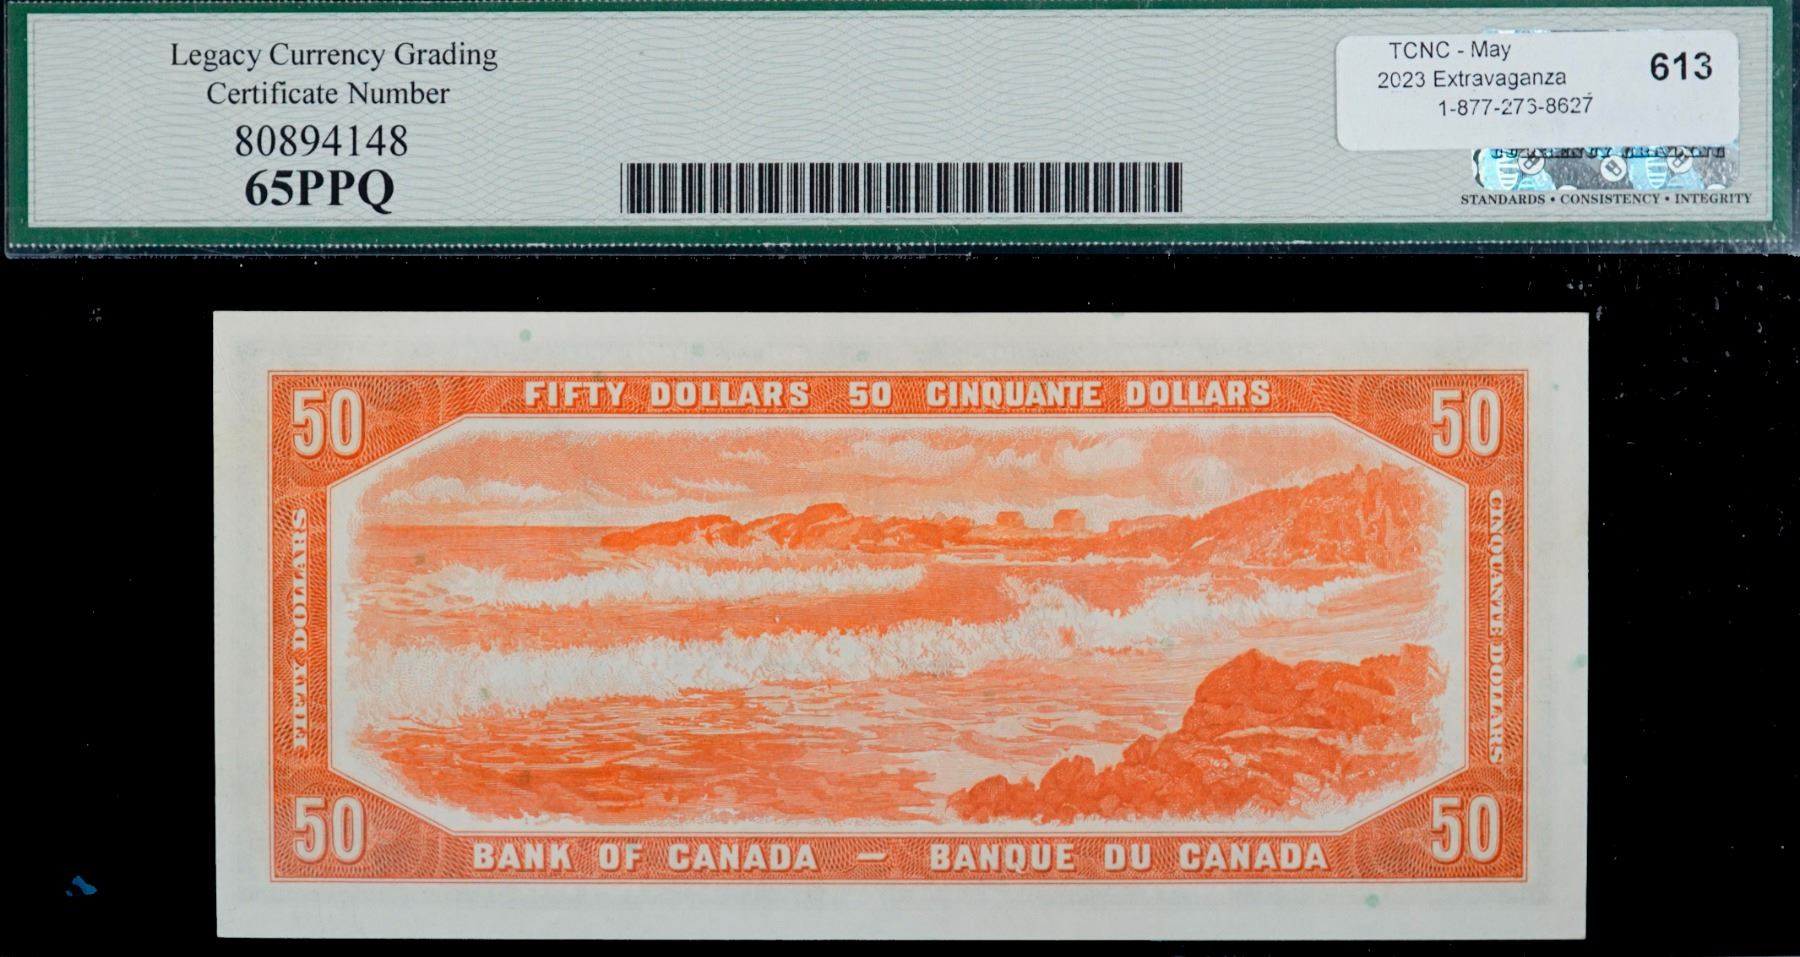 Legacy Currency Grading
Certificate Number
80894148
65PPQ
TCNC - May
2023 Extravaganza
1-877-273-8627
613
STANDARDS • CONSISTENCY • INTEGRITY
50
FIFTY DOLLARS 50 CINQUANTE DOLLARS
50
FIFTY DOLLARS
CINQUANTE DOLLARS
50
BANK OF CANADA — BANQUE DU CANADA
50